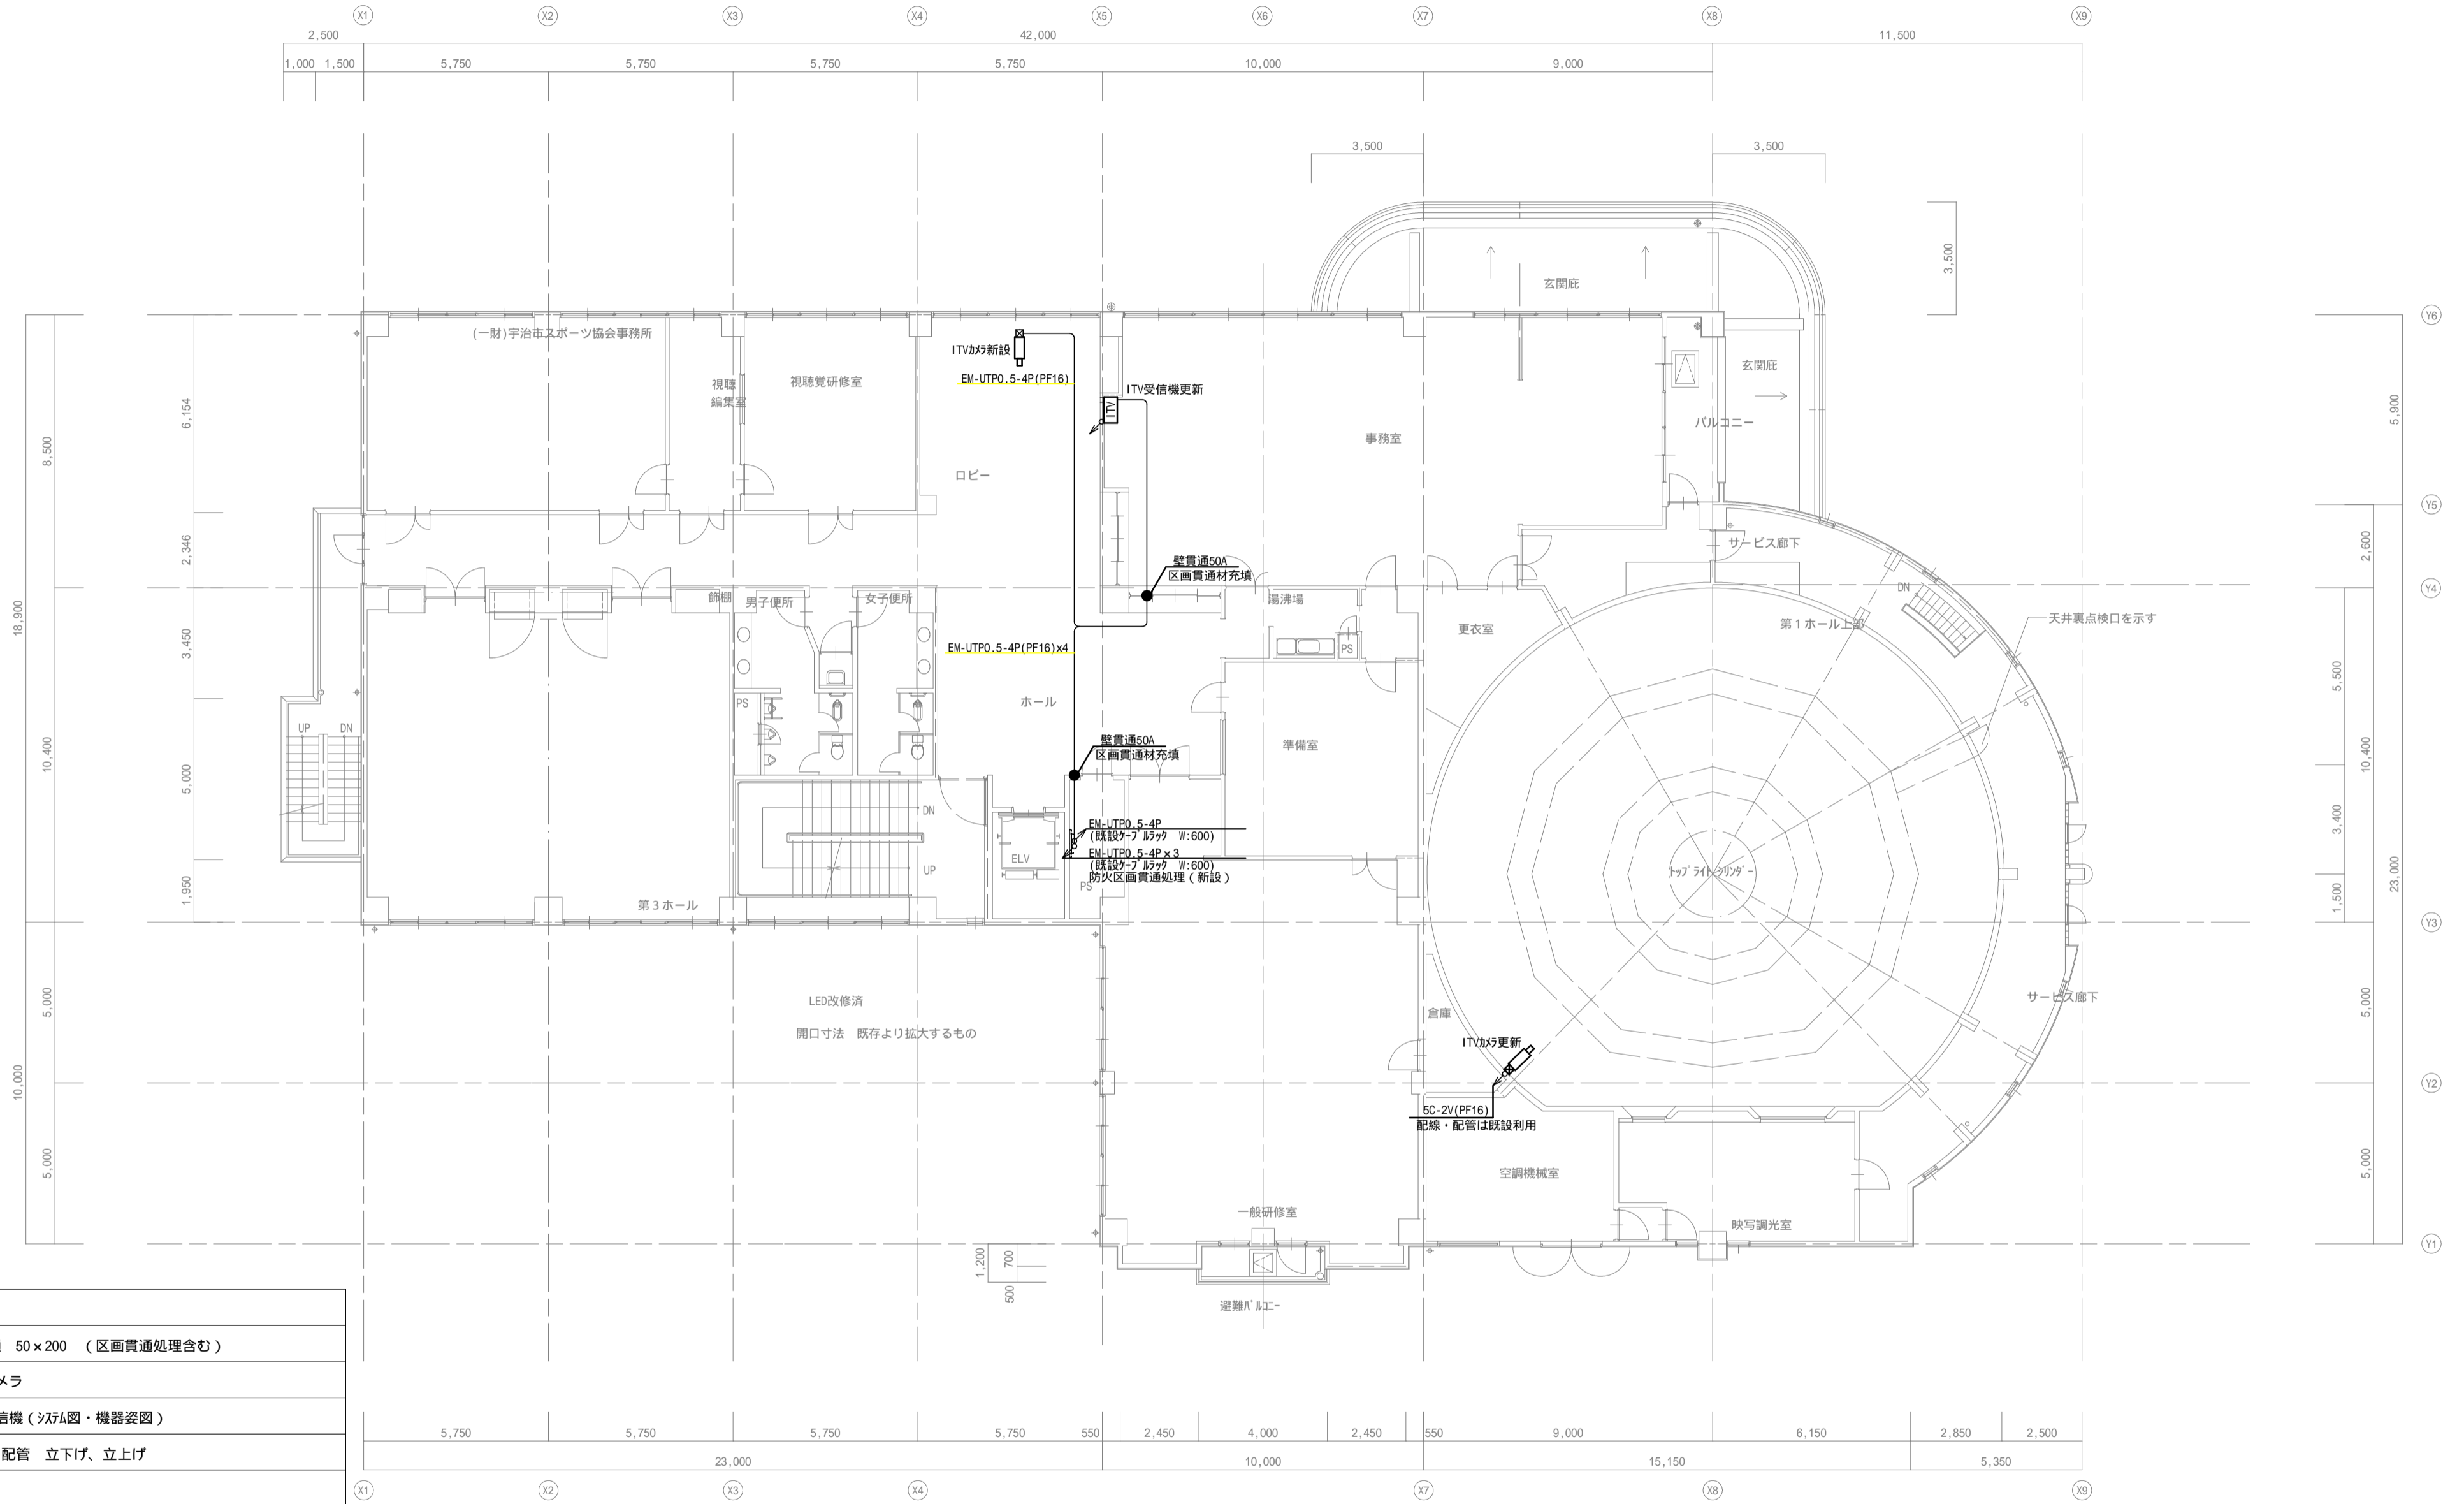 X1 X2 X3 X4 X5 X6 X7 X8 X9
2,500 42,000 11,500
1,000 1,500 5,750 5,750 5,750 5,750 10,000 9,000
3,500 3,500
3,500
玄関庇
Y6
(一財)宇治市スポーツ協会事務所
視聴
編集室
視聴覚研修室
ITVカメラ新設
EM-UTP0.5-4P(PF16)
ITV受信機更新
ITV
ロビー
事務室
玄関庇
バルコニー
8,500
6,154
5,900
Y5
2,346
壁貫通50A
区画貫通材充填
サービス廊下
2,600
Y4
飾棚
男子便所
女子便所
湯沸場
更衣室
PS
DN
第1ホール上部
天井裏点検口を示す
18,900
3,450
EM-UTP0.5-4P(PF16)x4
5,500
PS
ホール
準備室
UP DN
壁貫通50A
区画貫通材充填
10,400
5,000
10,400
3,400
DN
EM-UTP0.5-4P
(既設ケーブルラック W:600)
EM-UTP0.5-4P×3
(既設ケーブルラック W:600)
防火区画貫通処理(新設)
ELV
UP
PS
トップライトシリンダー
23,000
1,950
1,500
第3ホール
Y3
LED改修済
開口寸法 既存より拡大するもの
サービス廊下
5,000
5,000
倉庫
ITVカメラ更新
10,000
Y2
5C-2V(PF16)
配線・配管は既設利用
5,000
5,000
空調機械室
一般研修室
映写調光室
Y1
1,200
700
500
避難バルコニー
50×200 (区画貫通処理含む)
メラ
信機(システム図・機器姿図)
配管 立下げ、立上げ
5,750 5,750 5,750 5,750 550 2,450 4,000 2,450 550 9,000 6,150 2,850 2,500
23,000 10,000 15,150 5,350
X1 X2 X3 X4 X7 X8 X9